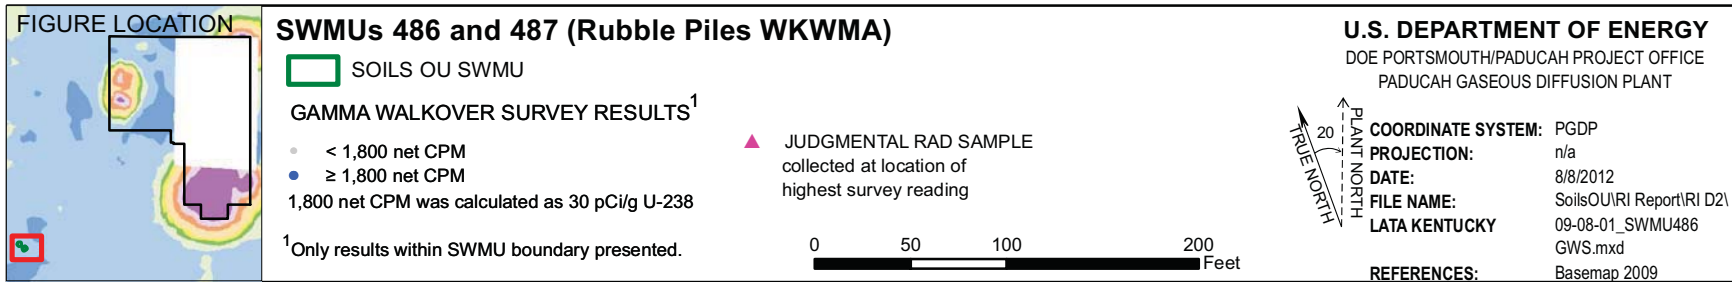 FIGURE LOCATION
SWMUs 486 and 487 (Rubble Piles WKWMA)
SOILS OU SWMU
GAMMA WALKOVER SURVEY RESULTS1
< 1,800 net CPM
≥ 1,800 net CPM
1,800 net CPM was calculated as 30 pCi/g U-238
1Only results within SWMU boundary presented.
JUDGMENTAL RAD SAMPLE
collected at location of
highest survey reading
0 50 100 200
Feet
U.S. DEPARTMENT OF ENERGY
DOE PORTSMOUTH/PADUCAH PROJECT OFFICE
PADUCAH GASEOUS DIFFUSION PLANT
TRUE NORTH
20
PLANT NORTH
COORDINATE SYSTEM: PGDP
PROJECTION: n/a
DATE: 8/8/2012
FILE NAME: SoilsOU\RI Report\RI D2\
LATA KENTUCKY 09-08-01_SWMU486
GWS.mxd
REFERENCES: Basemap 2009